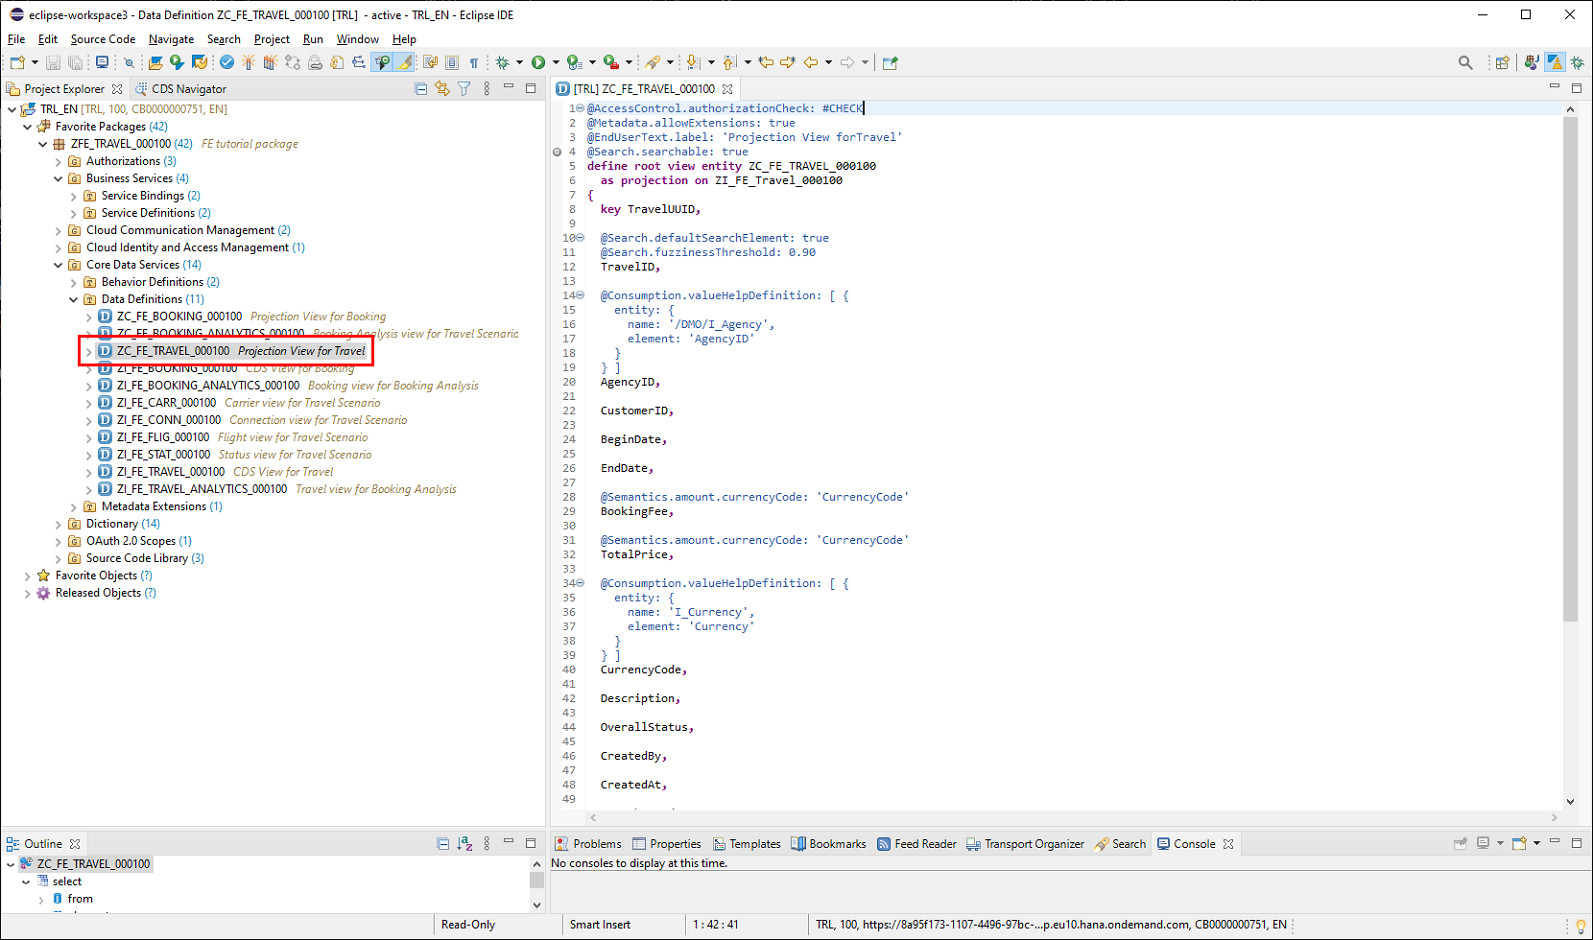 eclipse-workspace3 - Data Definition ZC_FE_TRAVEL_000100 [TRL]  - active - TRL_EN - Eclipse IDE
File Edit Source Code Navigate Search Project Run Window Help
Project Explorer
CDS Navigator
TRL_EN [TRL, 100, CB0000000751, EN]
Favorite Packages (42)
ZFE_TRAVEL_000100 (42) FE tutorial package
Authorizations (3)
Business Services (4)
Service Bindings (2)
Service Definitions (2)
Cloud Communication Management (2)
Cloud Identity and Access Management (1)
Core Data Services (14)
Behavior Definitions (2)
Data Definitions (11)
ZC_FE_BOOKING_000100 Projection View for Booking
ZC_FE_BOOKING_ANALYTICS_000100 Booking Analysis view for Travel Scenario
ZC_FE_TRAVEL_000100 Projection View for Travel
ZI_FE_BOOKING_000100 CDS View for Booking
ZI_FE_BOOKING_ANALYTICS_000100 Booking view for Booking Analysis
ZI_FE_CARR_000100 Carrier view for Travel Scenario
ZI_FE_CONN_000100 Connection view for Travel Scenario
ZI_FE_FLIG_000100 Flight view for Travel Scenario
ZI_FE_STAT_000100 Status view for Travel Scenario
ZI_FE_TRAVEL_000100 CDS View for Travel
ZI_FE_TRAVEL_ANALYTICS_000100 Travel view for Booking Analysis
Metadata Extensions (1)
Dictionary (14)
OAuth 2.0 Scopes (1)
Source Code Library (3)
Favorite Objects (?)
Released Objects (?)
[TRL] ZC_FE_TRAVEL_000100
1 @AccessControl.authorizationCheck: #CHECK
2 @Metadata.allowExtensions: true
3 @EndUserText.label: 'Projection View forTravel'
4 @Search.searchable: true
5 define root view entity ZC_FE_TRAVEL_000100
6 as projection on ZI_FE_Travel_000100
7 {
8 key TravelUUID,
9
10 @Search.defaultSearchElement: true
11 @Search.fuzzinessThreshold: 0.90
12 TravelID,
13
14 @Consumption.valueHelpDefinition: [ {
15 entity: {
16 name: '/DMO/I_Agency',
17 element: 'AgencyID'
18 }
19 } ]
20 AgencyID,
21
22 CustomerID,
23
24 BeginDate,
25
26 EndDate,
27
28 @Semantics.amount.currencyCode: 'CurrencyCode'
29 BookingFee,
30
31 @Semantics.amount.currencyCode: 'CurrencyCode'
32 TotalPrice,
33
34 @Consumption.valueHelpDefinition: [ {
35 entity: {
36 name: 'I_Currency',
37 element: 'Currency'
38 }
39 } ]
40 CurrencyCode,
41
42 Description,
43
44 OverallStatus,
45
46 CreatedBy,
47
48 CreatedAt,
49
Outline
ZC_FE_TRAVEL_000100
select
from
Problems Properties Templates Bookmarks Feed Reader Transport Organizer Search Console
No consoles to display at this time.
Read-Only
Smart Insert
1 : 42 : 41
TRL, 100, https://8a95f173-1107-4496-97bc-...p.eu10.hana.ondemand.com, CB0000000751, EN